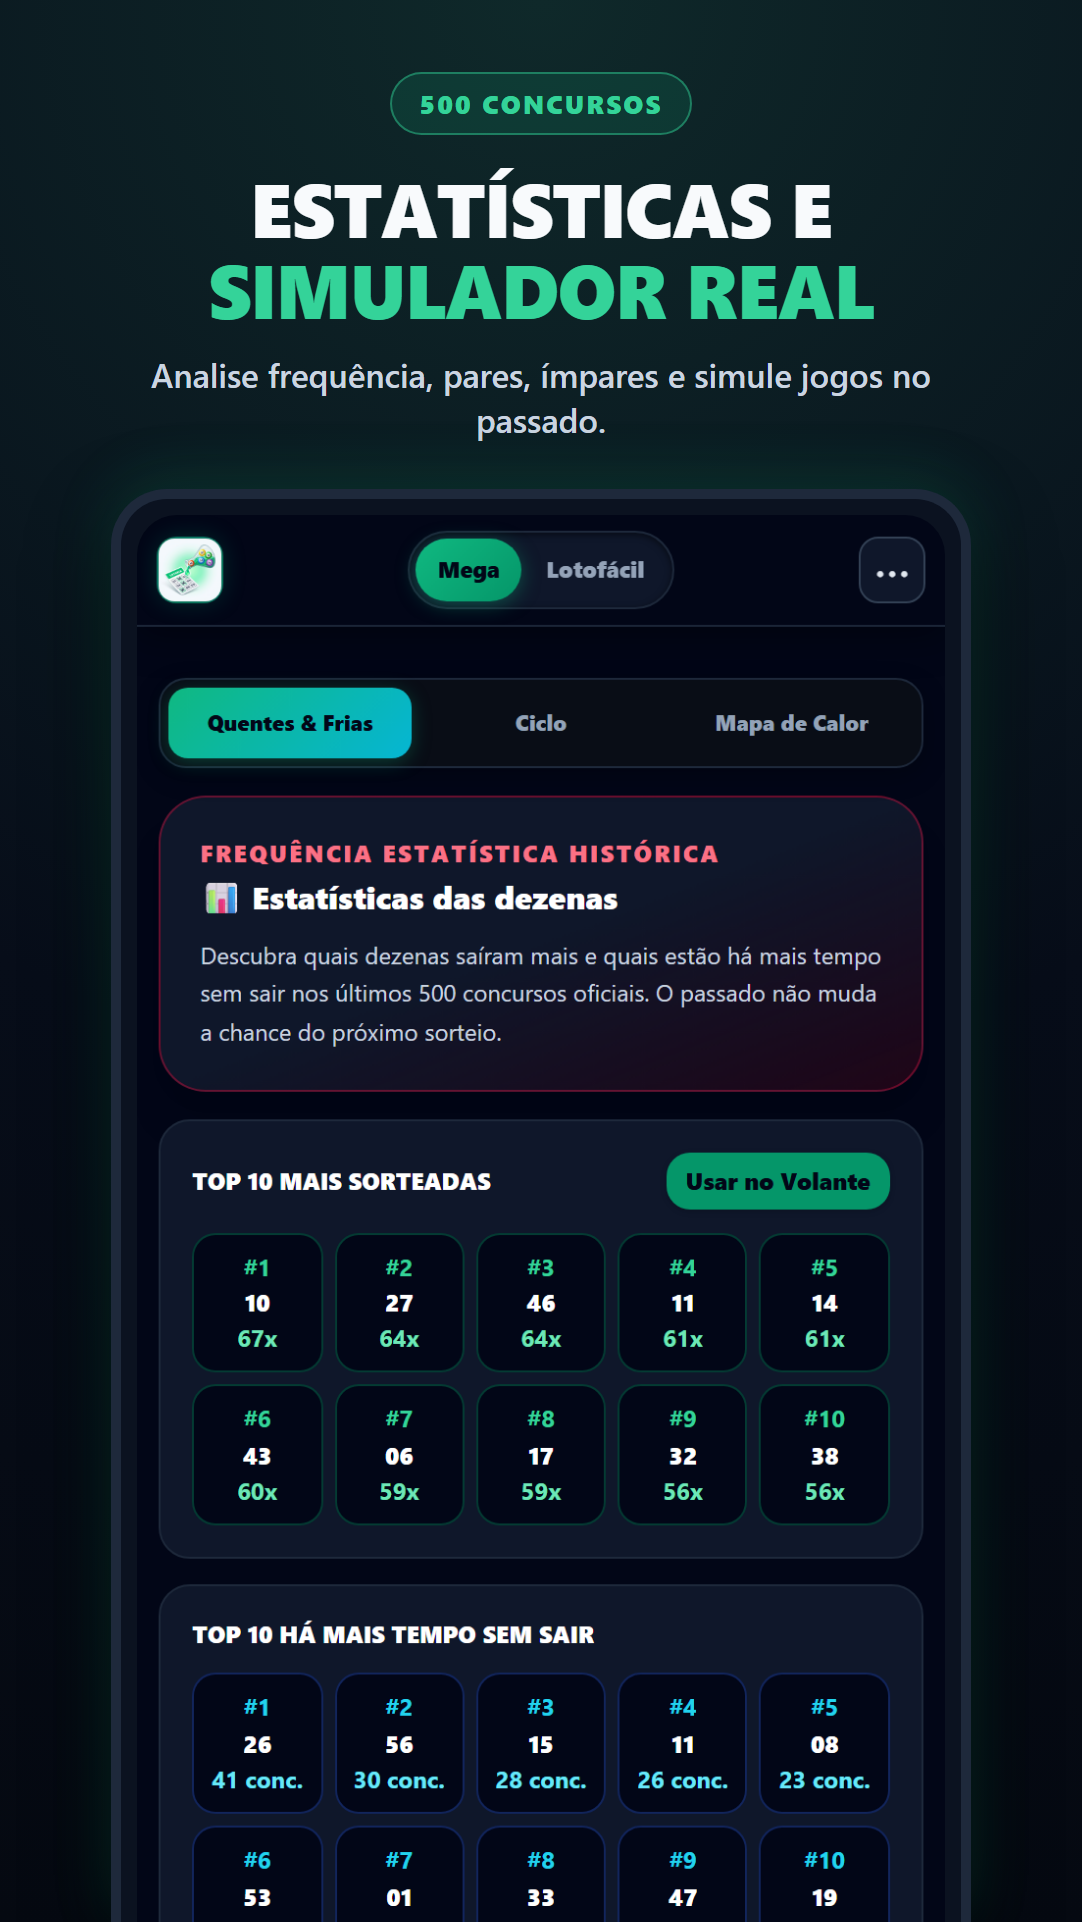 500 CONCURSOS
ESTATÍSTICAS E
SIMULADOR REAL
Analise frequência, pares, ímpares e simule jogos no
passado.
Mega
Lotofácil
...
Quentes & Frias
Ciclo
Mapa de Calor
FREQUÊNCIA ESTATÍSTICA HISTÓRICA
Estatísticas das dezenas
Descubra quais dezenas saíram mais e quais estão há mais tempo
sem sair nos últimos 500 concursos oficiais. O passado não muda
a chance do próximo sorteio.
TOP 10 MAIS SORTEADAS
Usar no Volante
#1
10
67x
#2
27
64x
#3
46
64x
#4
11
61x
#5
14
61x
#6
43
60x
#7
06
59x
#8
17
59x
#9
32
56x
#10
38
56x
TOP 10 HÁ MAIS TEMPO SEM SAIR
#1
26
41 conc.
#2
56
30 conc.
#3
15
28 conc.
#4
11
26 conc.
#5
08
23 conc.
#6
53
#7
01
#8
33
#9
47
#10
19